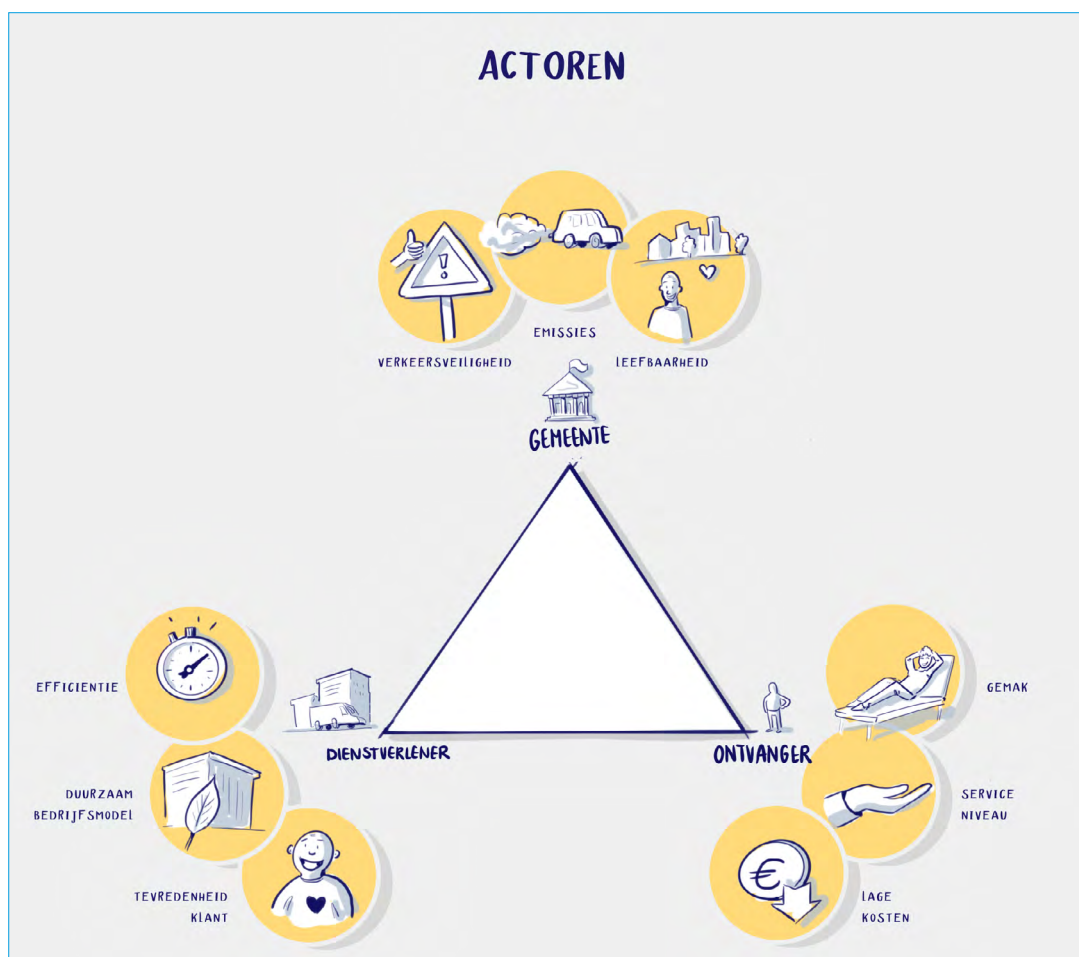 ACTOREN
EMISSIES
VERKEERSVEILIGHEID
LEEFBAARHEID
GEMEENTE
EFFICIENTIE
GEMAK
DIENSTVERLENER
ONTVANGER
DUURZAAM
BEDRIJFSMODEL
SERVICE
NIVEAU
TEVREDENHEID
KLANT
€
LAGE
KOSTEN